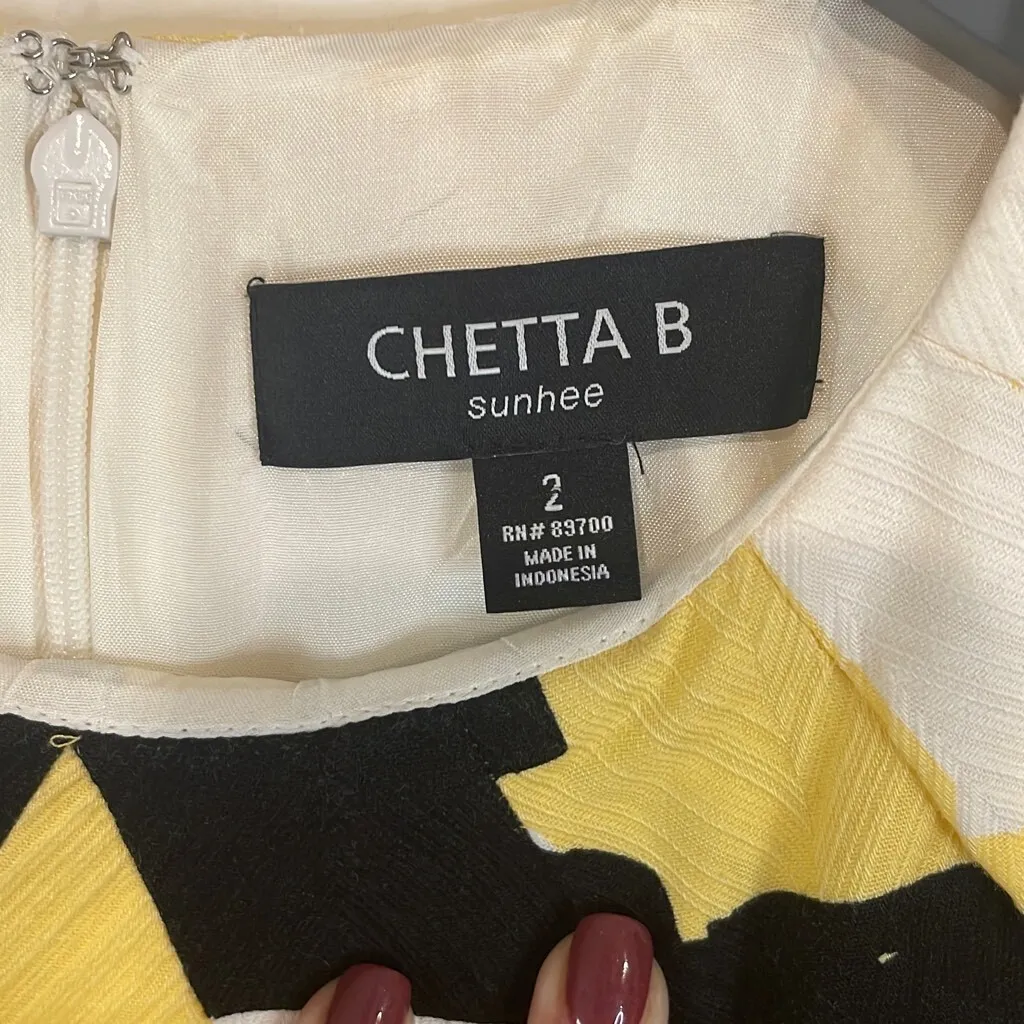 CHETTA B
sunhee
2
RN# 89700
MADE IN
INDONESIA